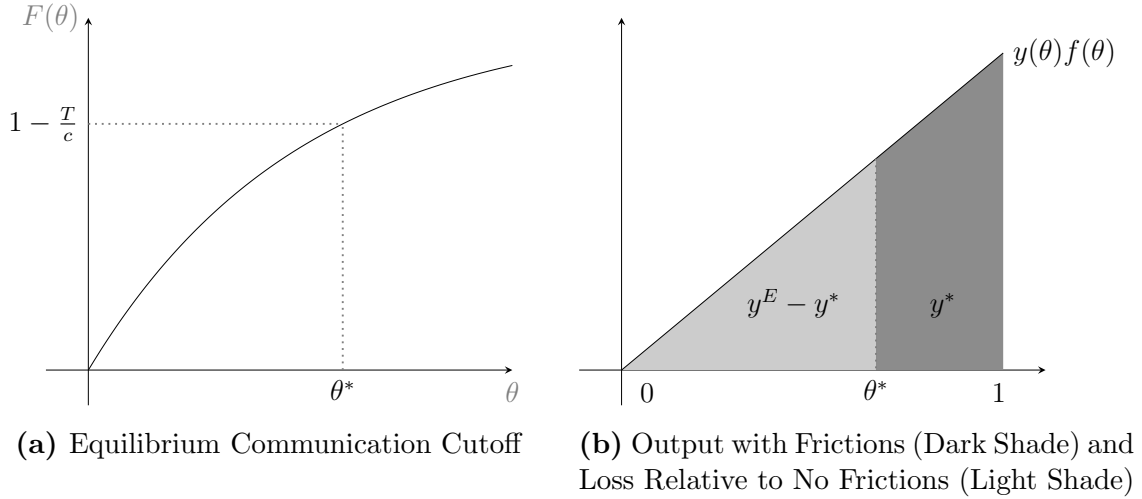 F(θ)
1 − T/c
θ*
θ
(a) Equilibrium Communication Cutoff
y(θ)f(θ)
y^E − y*
y*
0
θ*
1
(b) Output with Frictions (Dark Shade) and
Loss Relative to No Frictions (Light Shade)